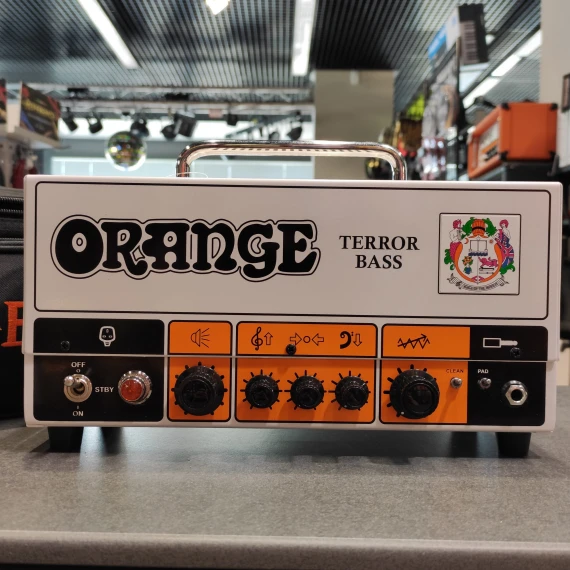 ORANGE
TERROR
BASS
OFF
STBY
ON
CLEAN
PAD